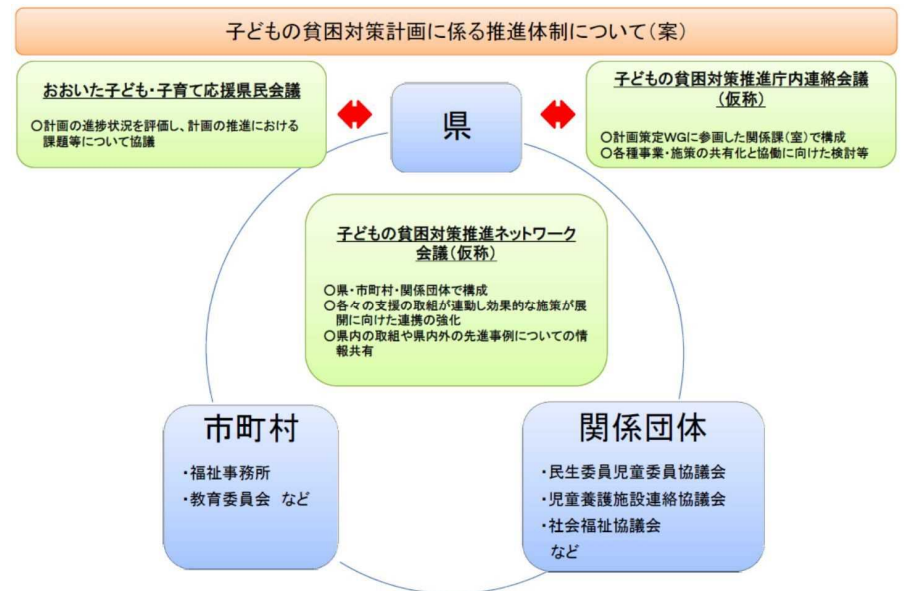 子どもの貧困対策計画に係る推進体制について（案）
おおいた子ども・子育て応援県民会議
○計画の進捗状況を評価し、計画の推進における
課題等について協議
県
子どもの貧困対策推進庁内連絡会議
（仮称）
○計画策定WGに参画した関係課（室）で構成
○各種事業・施策の共有化と協働に向けた検討等
子どもの貧困対策推進ネットワーク
会議（仮称）
○県・市町村・関係団体で構成
○各々の支援の取組が連動し効果的な施策が展
開に向けた連携の強化
○県内の取組や県内外の先進事例についての情
報共有
市町村
・福祉事務所
・教育委員会　など
関係団体
・民生委員児童委員協議会
・児童養護施設連絡協議会
・社会福祉協議会
など